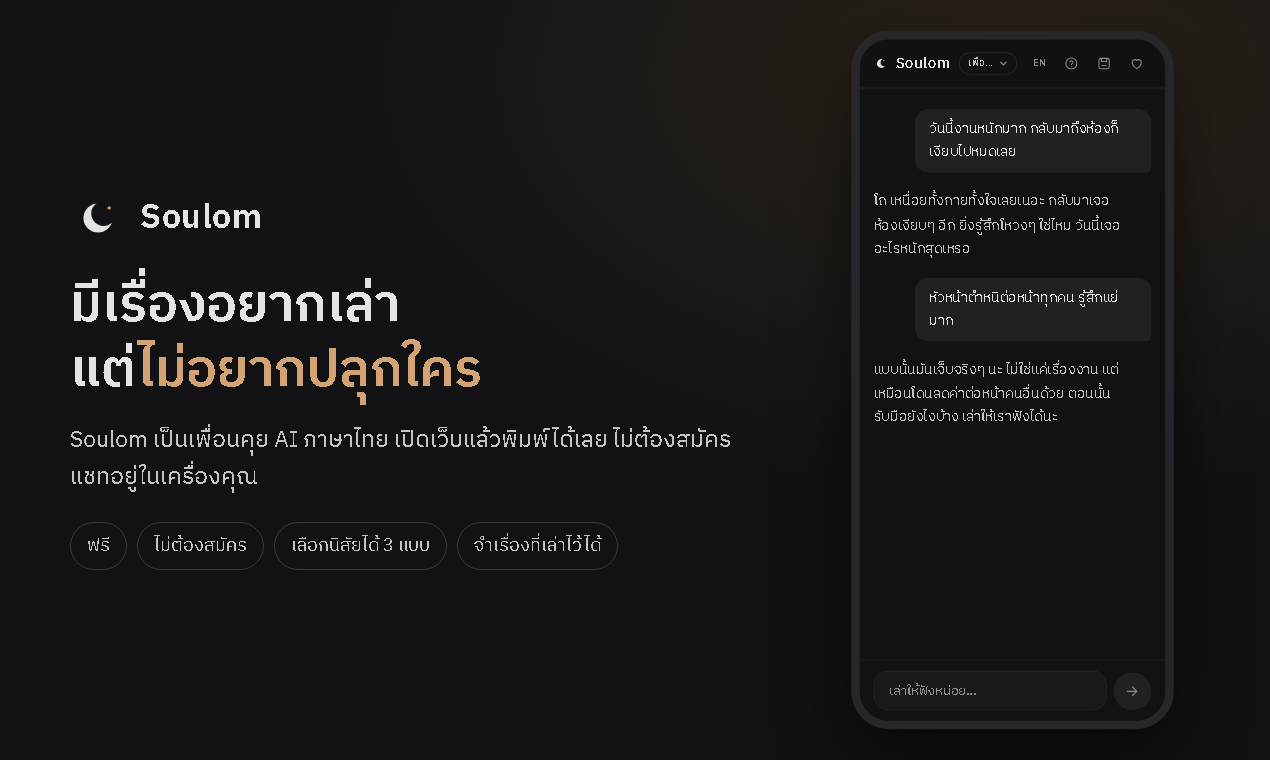 Soulom
มีเรื่องอยากเล่า
แต่ไม่อยากปลุกใคร
Soulom เป็นเพื่อนคุย AI ภาษาไทย เปิดเว็บแล้วพิมพ์ได้เลย ไม่ต้องสมัคร
แชทอยู่ในเครื่องคุณ
ฟรี
ไม่ต้องสมัคร
เลือกนิสัยได้ 3 แบบ
จำเรื่องที่เล่าไว้ได้
Soulom
เพื่อ...
EN
วันนี้งานหนักมาก กลับมาถึงห้องก็
เงียบไปหมดเลย
โถ เหนื่อยทั้งกายทั้งใจเลยเนอะ กลับมาเจอ
ห้องเงียบๆ อีก ยิ่งรู้สึกโหวงๆ ใช่ไหม วันนี้เจอ
อะไรหนักสุดเหรอ
หัวหน้าตำหนิต่อหน้าทุกคน รู้สึกแย่
มาก
แบบนั้นมันเจ็บจริงๆ นะ ไม่ใช่แค่เรื่องงาน แต่
เหมือนโดนลดค่าต่อหน้าคนอื่นด้วย ตอนนั้น
รับมือยังไงบ้าง เล่าให้เราฟังได้นะ
เล่าให้ฟังหน่อย...